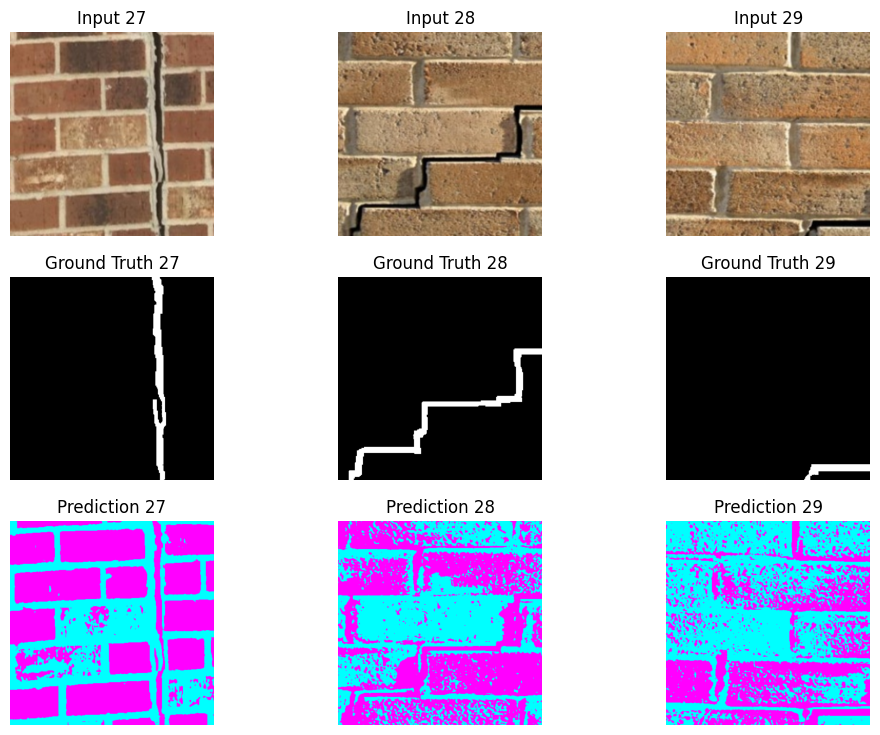 Input 27
Input 28
Input 29
Ground Truth 27
Ground Truth 28
Ground Truth 29
Prediction 27
Prediction 28
Prediction 29